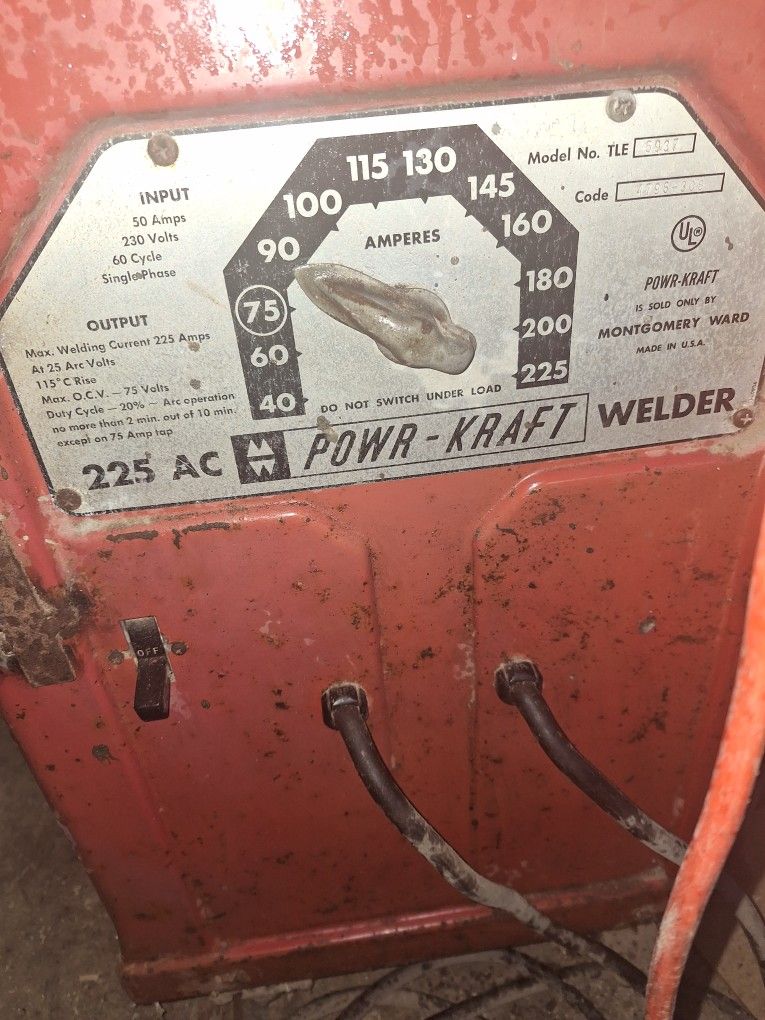 INPUT
50 Amps
230 Volts
60 Cycle
Single Phase
OUTPUT
Max. Welding Current 225 Amps
At 25 Arc Volts
115°C Rise
Max. O.C.V. — 75 Volts
Duty Cycle — 20% — Arc operation
no more than 2 min. out of 10 min.
except on 75 Amp tap
40
60
75
90
100
115
130
145
160
180
200
225
AMPERES
DO NOT SWITCH UNDER LOAD
Model No. TLE
Code
UL
POWR-KRAFT
IS SOLD ONLY BY
MONTGOMERY WARD
MADE IN U.S.A.
225 AC MW POWR-KRAFT WELDER
OFF